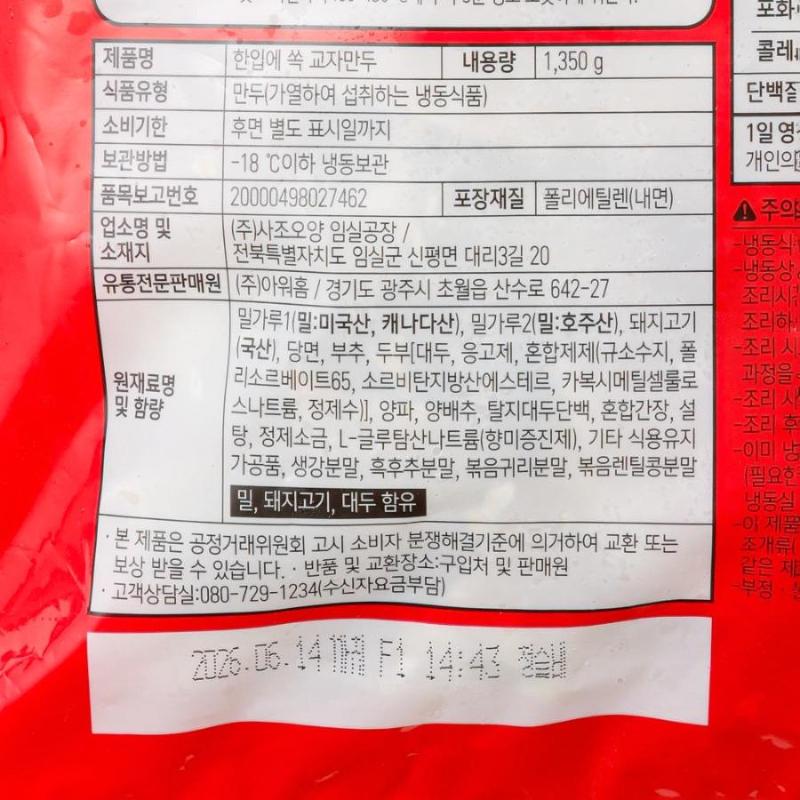 제품명 한입에 쏙 교자만두 내용량 1,350 g
식품유형 만두(가열하여 섭취하는 냉동식품)
소비기한 후면 별도 표시일까지
보관방법 -18 ℃이하 냉동보관
품목보고번호 20000498027462 포장재질 폴리에틸렌(내면)
업소명 및
소재지
(주)사조오양 임실공장 /
전북특별자치도 임실군 신평면 대리3길 20
유통전문판매원 (주)아워홈 / 경기도 광주시 초월읍 산수로 642-27
원재료명
및 함량
밀가루1(밀:미국산, 캐나다산), 밀가루2(밀:호주산), 돼지고기
(국산), 당면, 부추, 두부[대두, 응고제, 혼합제제(규소수지, 폴
리소르베이트65, 소르비탄지방산에스테르, 카복시메틸셀룰로
스나트륨, 정제수)], 양파, 양배추, 탈지대두단백, 혼합간장, 설
탕, 정제소금, L-글루탐산나트륨(향미증진제), 기타 식용유지
가공품, 생강분말, 흑후추분말, 볶음귀리분말, 볶음렌틸콩분말
밀, 돼지고기, 대두 함유
· 본 제품은 공정거래위원회 고시 소비자 분쟁해결기준에 의거하여 교환 또는
보상 받을 수 있습니다. · 반품 및 교환장소:구입처 및 판매원
· 고객상담실:080-729-1234(수신자요금부담)
2026.06.14 까지 F1 14:43
포화
콜레
단백질
1일 영
개인의
주의
-냉동식
-냉동상
조리시
조리하
-조리 시
과정을
-조리 시
-조리 후
-이미 냉
(필요한
냉동실
-이 제품
조개류(
같은 제
-부정·